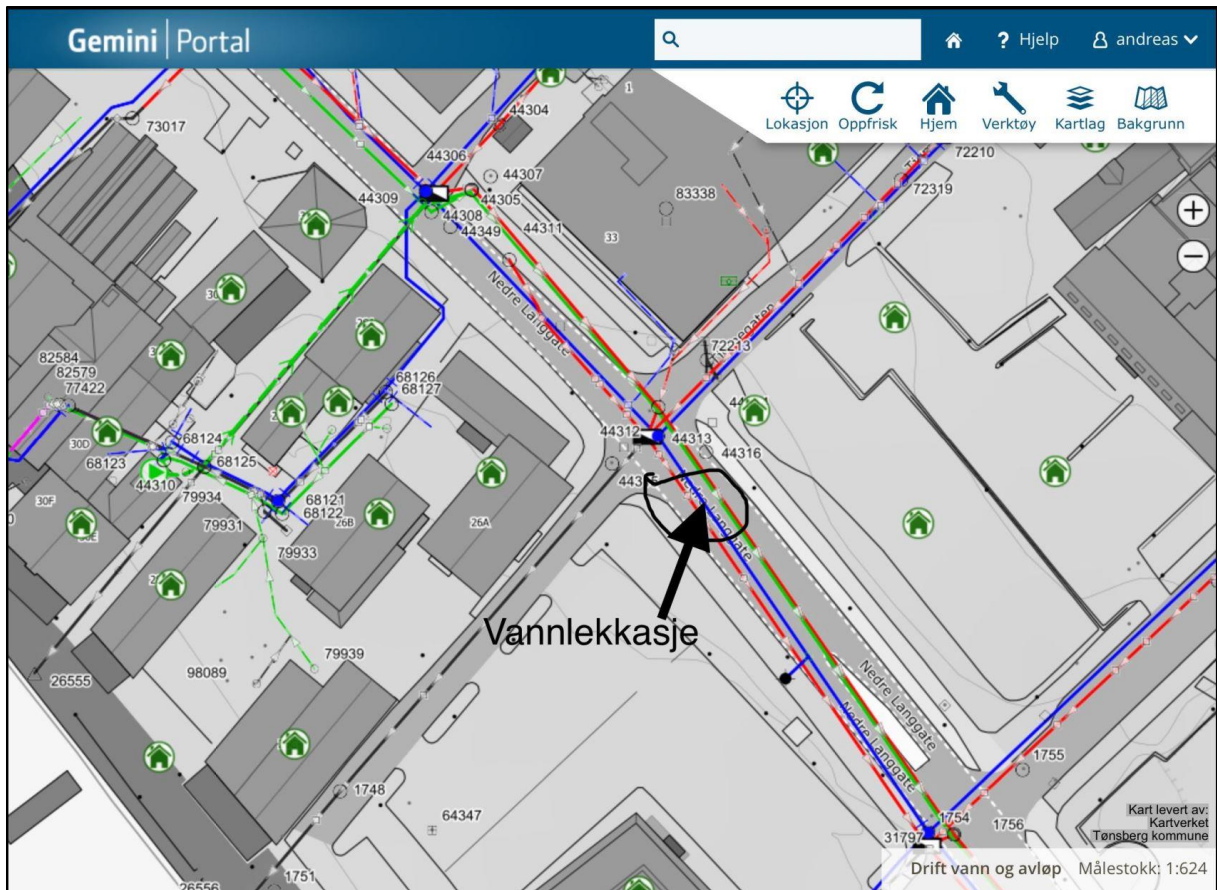 Gemini Portal
Hjelp
andreas
Lokasjon
Oppfrisk
Hjem
Verktøy
Kartlag
Bakgrunn
1
73017
44304
44306
44307
72210
72319
44309
44305
83338
44308
44349
44311
33
Nedre Langgate
72213
82584
82579
77422
68126
68127
30D
44312
44313
68124
44316
68123
68125
44310
30F
79934
68121
68122
26B
26A
79931
Nedre Langgate
79933
Vannlekkasje
79939
98089
26555
Nedre Langgate
Nedre Langgate
1755
1748
64347
1754
1756
31797
Kart levert av:
Kartverket
Tønsberg kommune
1751
26556
Drift vann og avløp Målestokk: 1:624